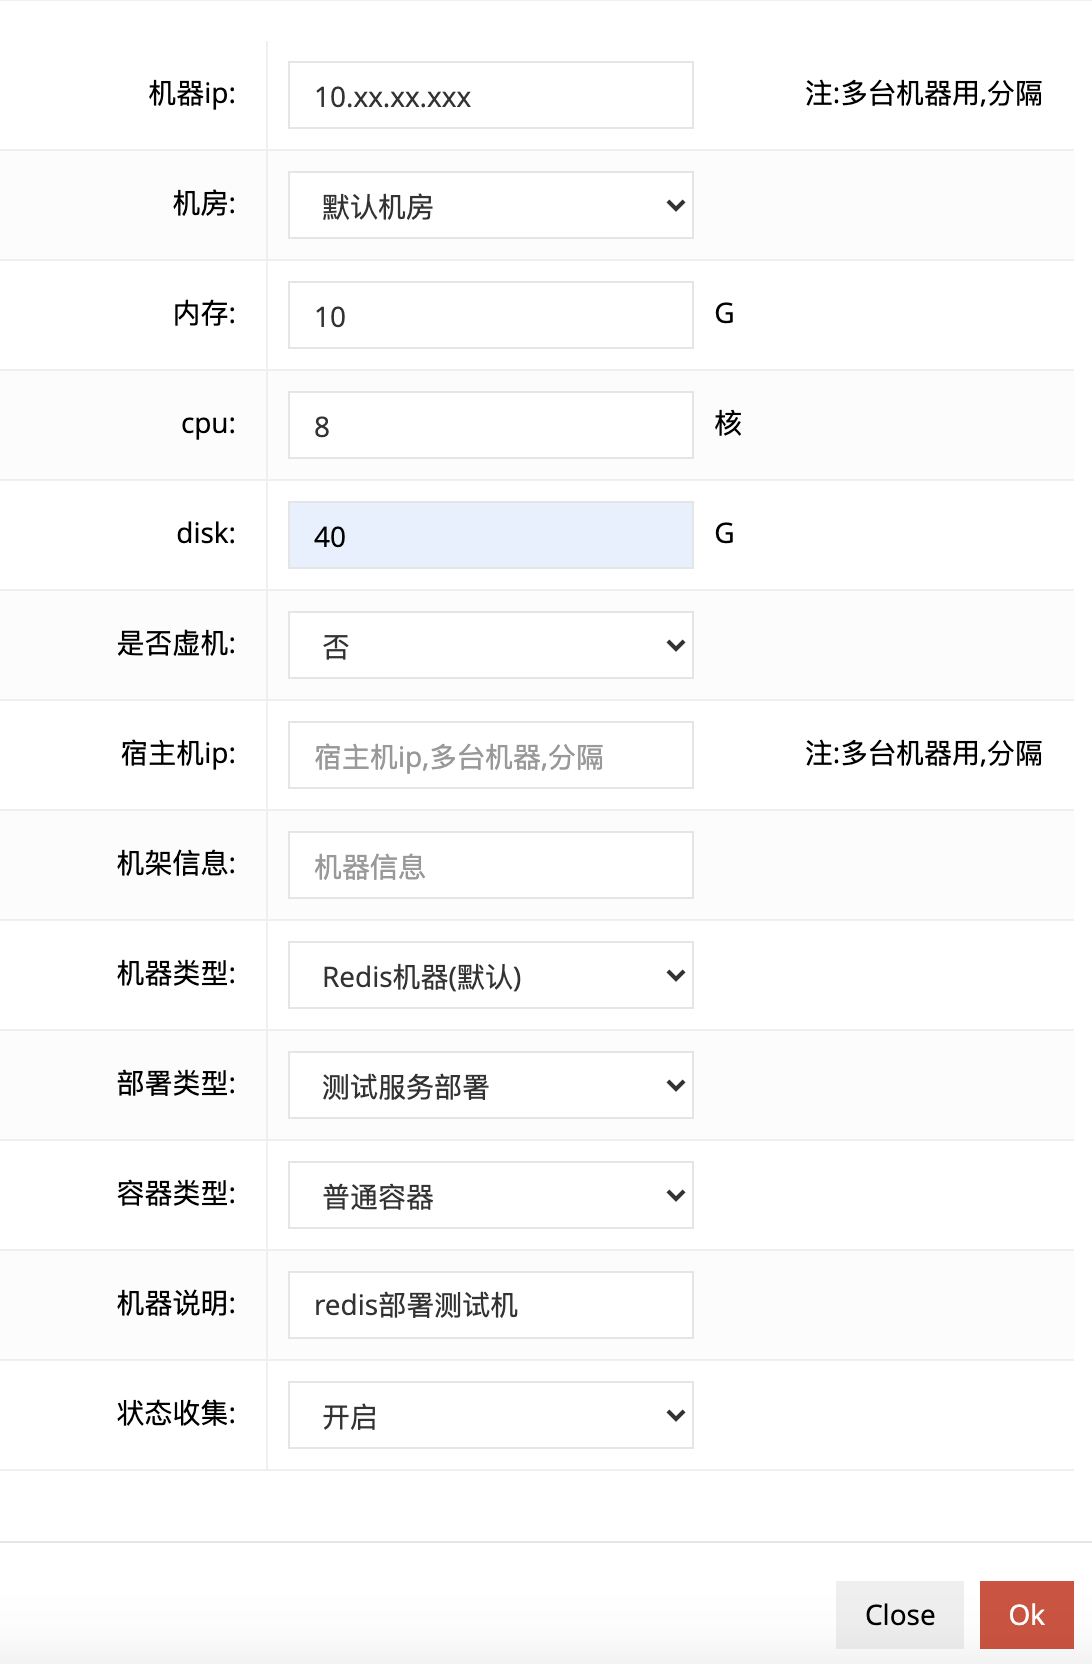 机器ip: 10.xx.xx.xxx 注:多台机器用,分隔
机房: 默认机房
内存: 10 G
cpu: 8 核
disk: 40 G
是否虚机: 否
宿主机ip: 宿主机ip,多台机器,分隔 注:多台机器用,分隔
机架信息: 机器信息
机器类型: Redis机器(默认)
部署类型: 测试服务部署
容器类型: 普通容器
机器说明: redis部署测试机
状态收集: 开启
Close Ok